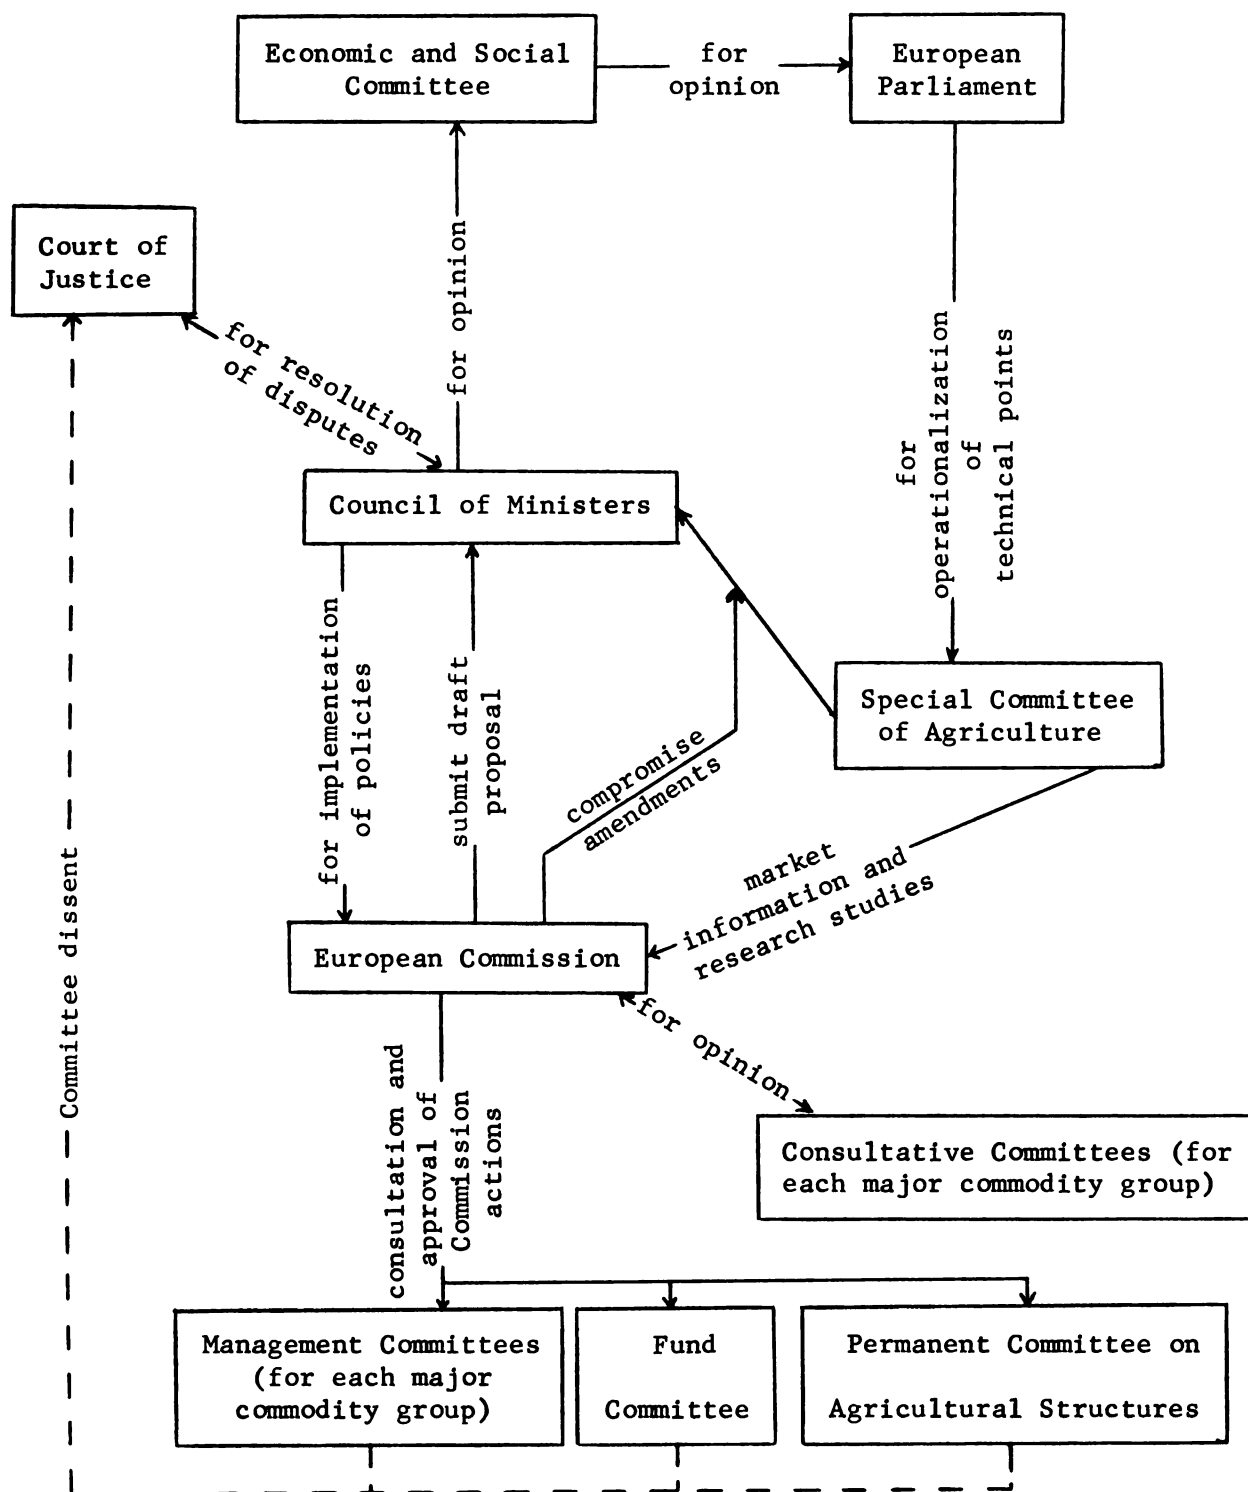 Economic and Social
Committee
for
opinion
European
Parliament
Court of
Justice
for opinion
for resolution
of disputes
for
operationalization
of
technical points
Council of Ministers
for implementation
of policies
submit draft
proposal
compromise
amendments
Special Committee
of Agriculture
market
information and
research studies
European Commission
for opinion
Committee dissent
consultation and
approval of
Commission
actions
Consultative Committees (for
each major commodity group)
Management Committees
(for each major
commodity group)
Fund
Committee
Permanent Committee on
Agricultural Structures